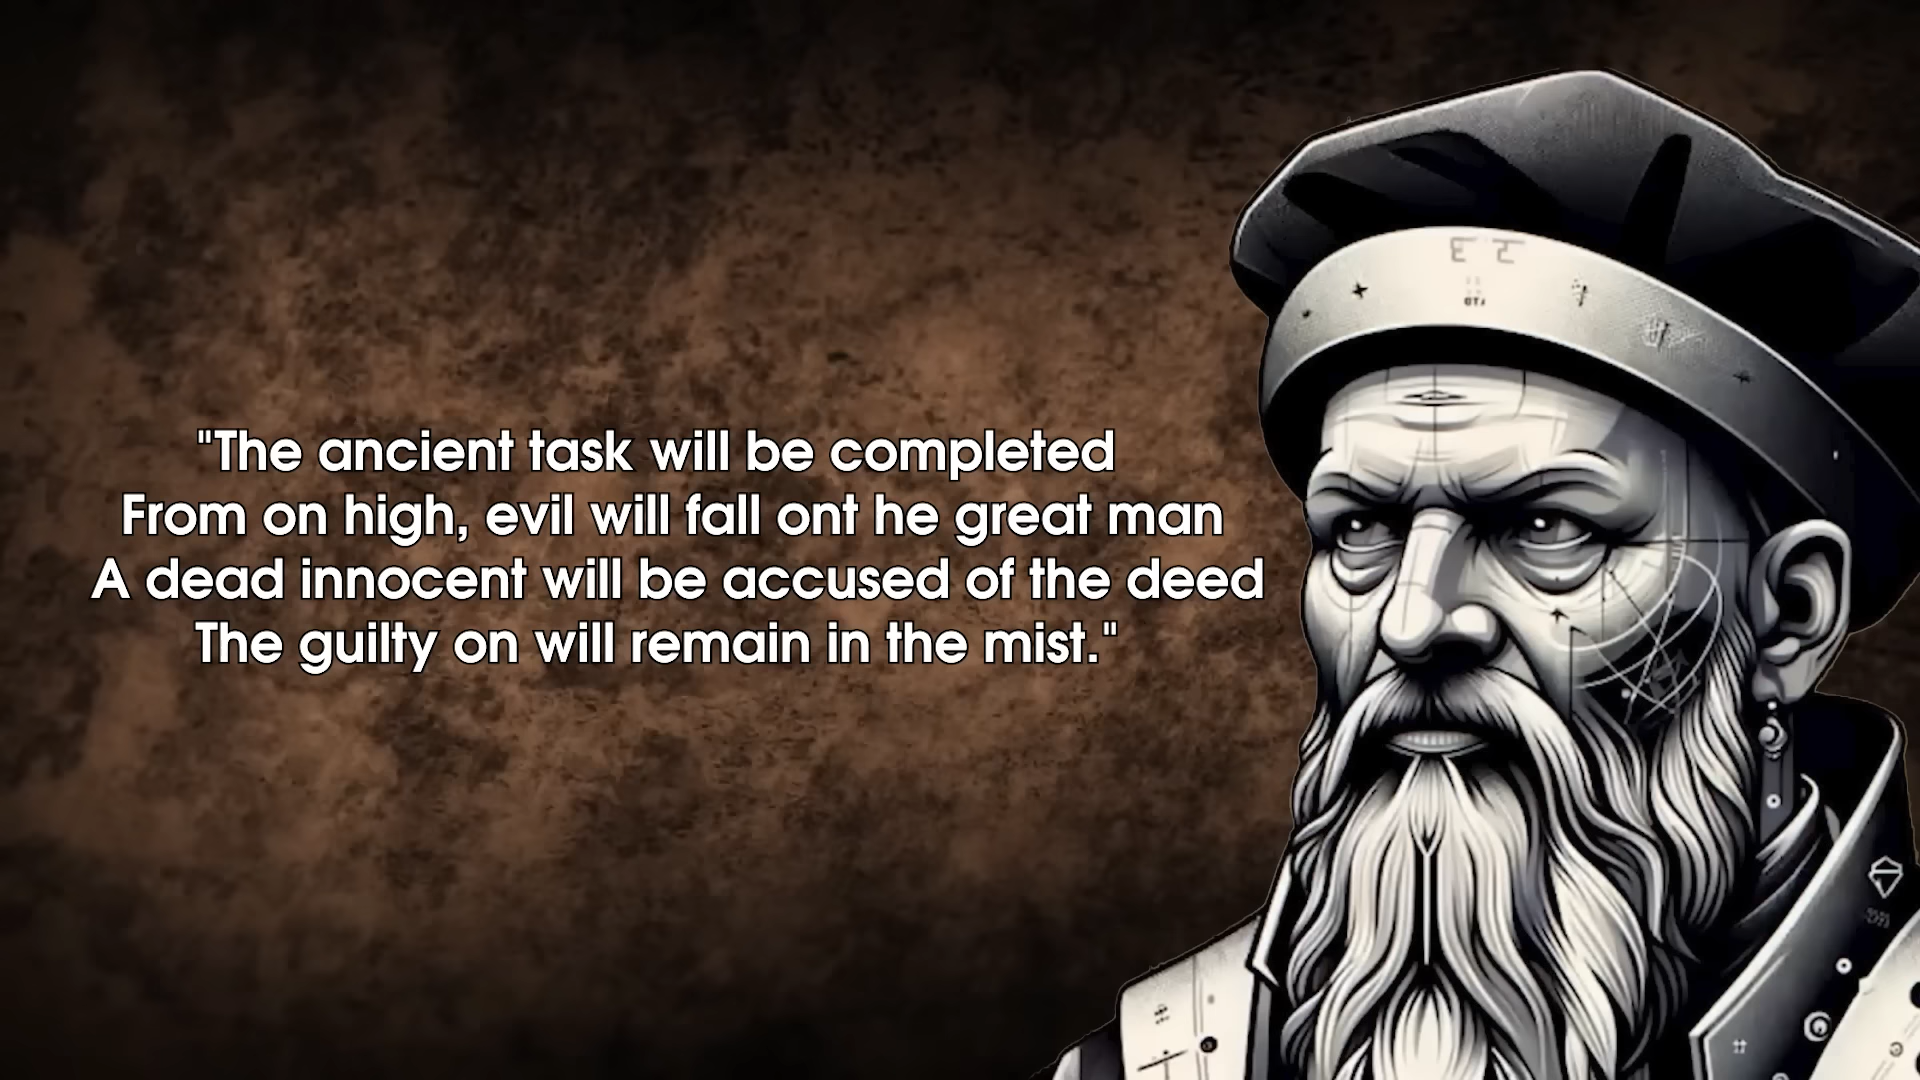 "The ancient task will be completed
From on high, evil will fall ont he great man
A dead innocent will be accused of the deed
The guilty on will remain in the mist."